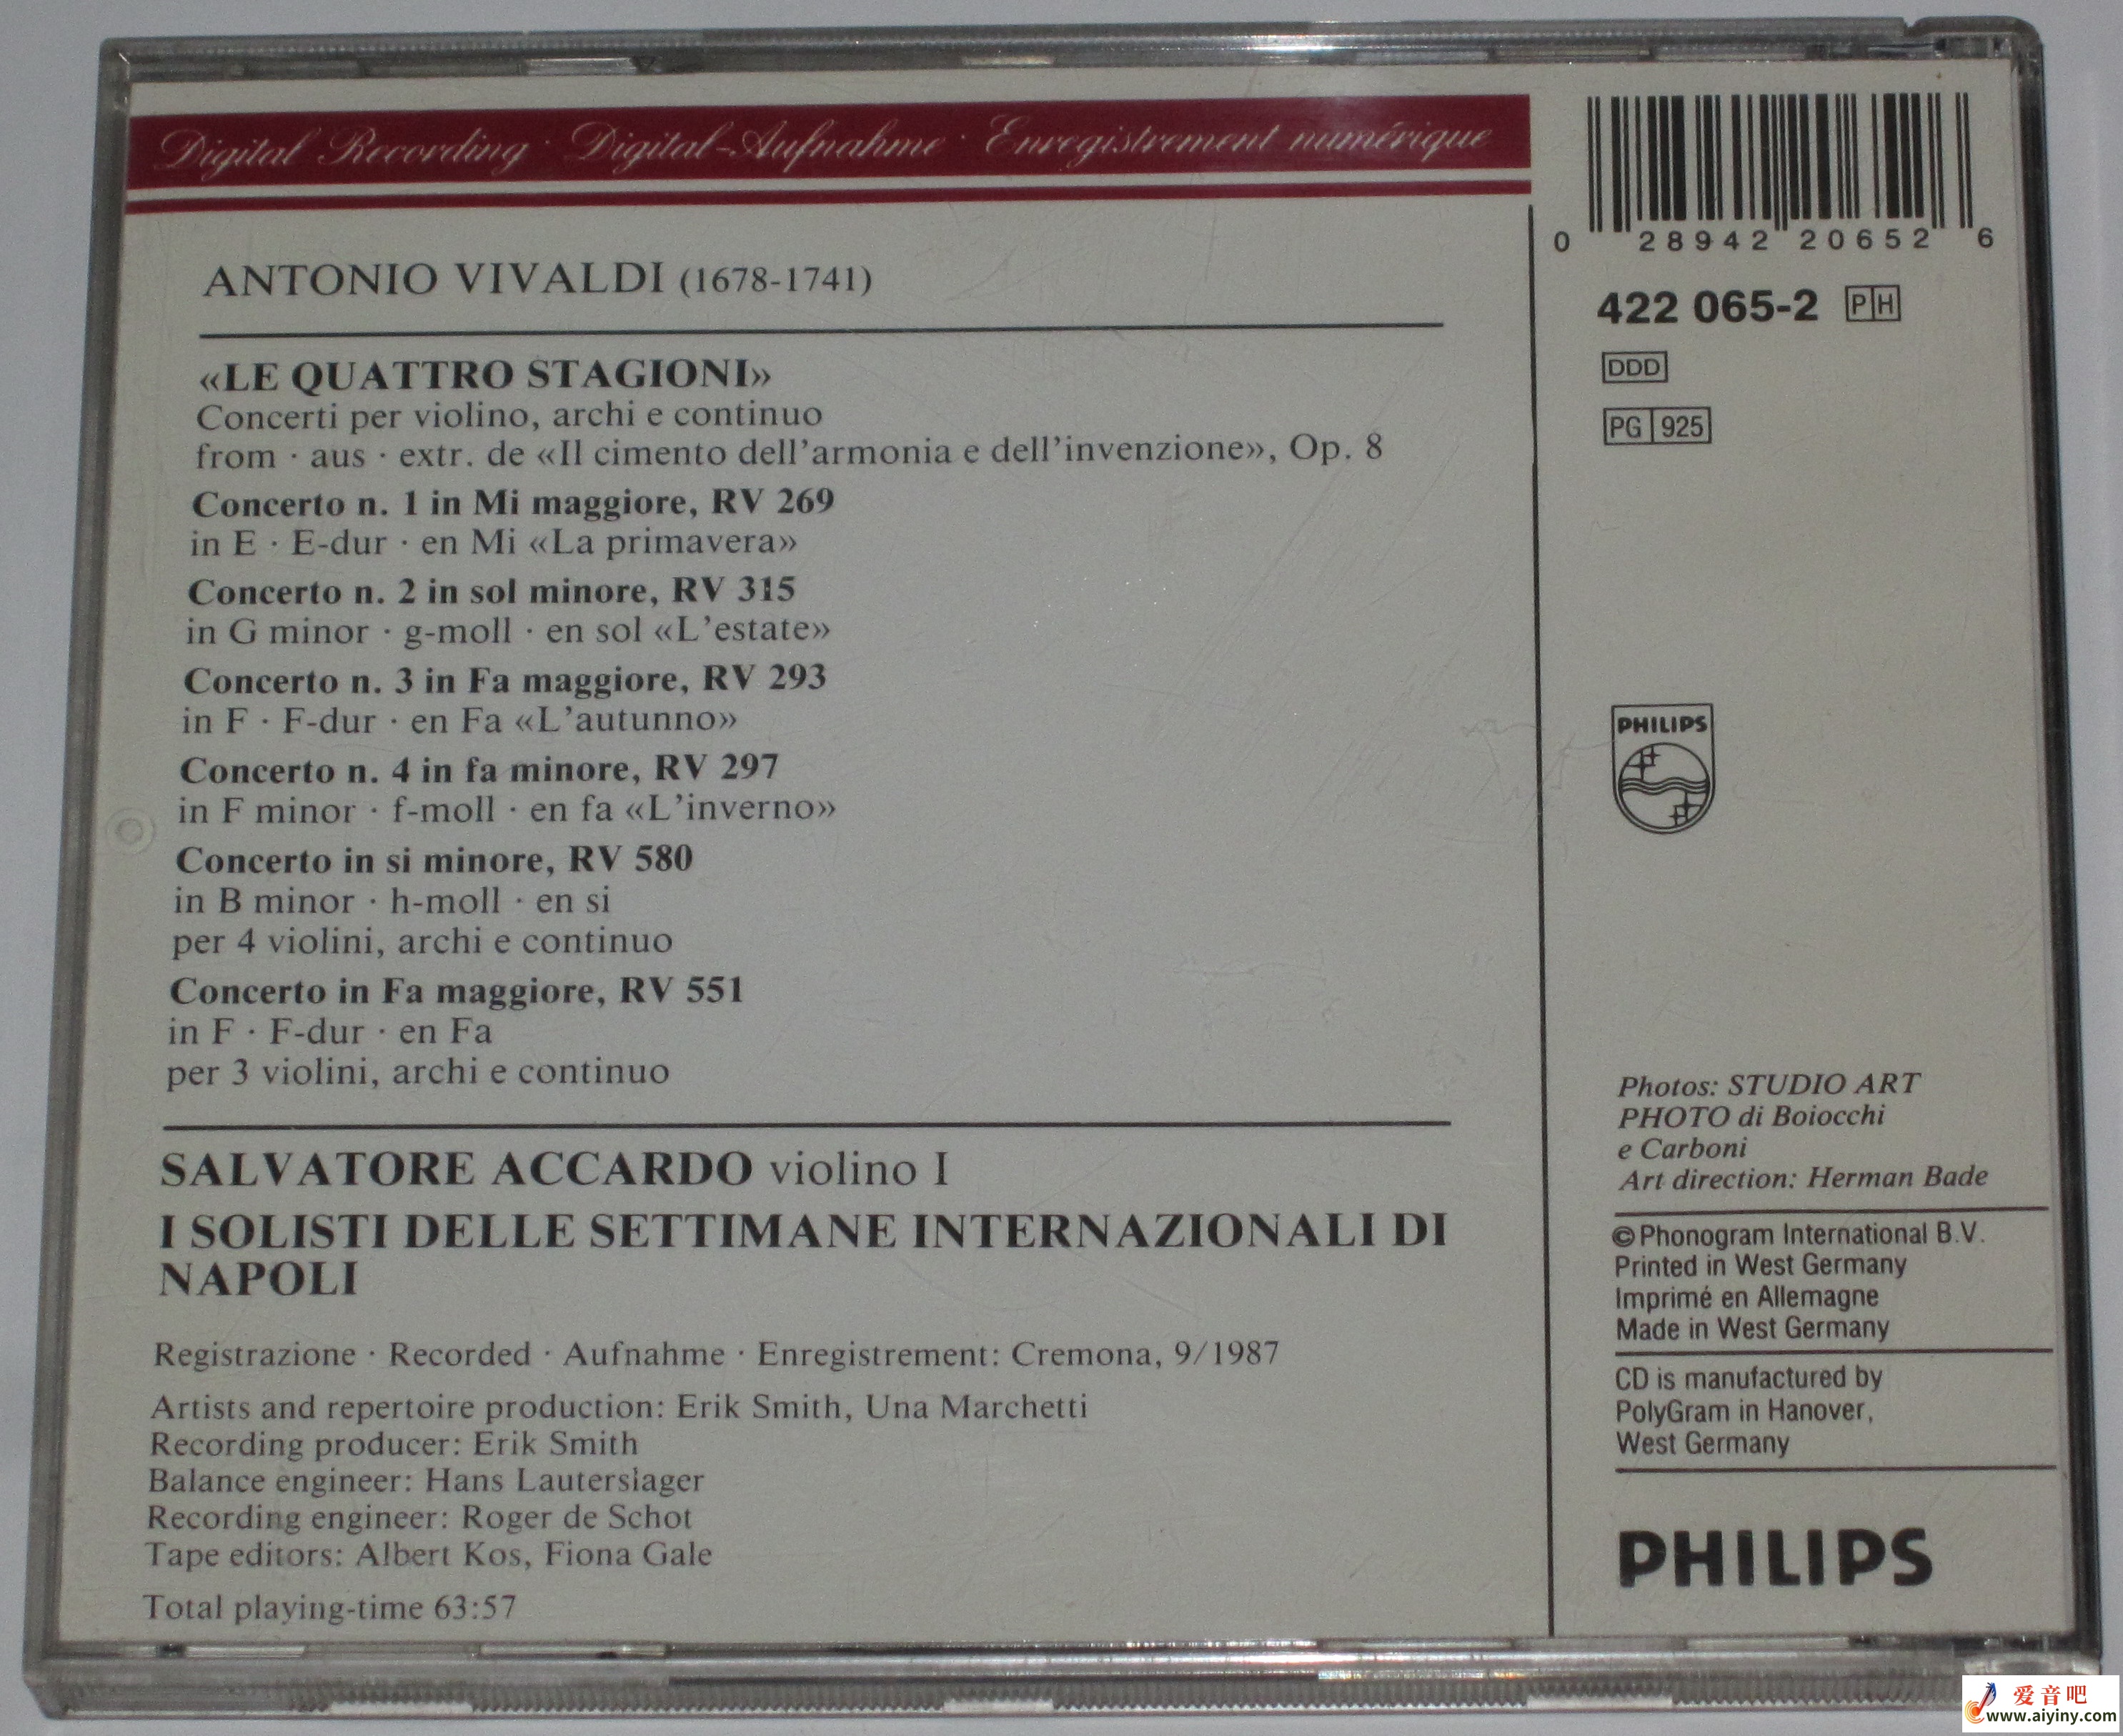 Digital Recording · Digital-Aufnahme · Enregistrement numérique
ANTONIO VIVALDI (1678-1741)
«LE QUATTRO STAGIONI»
Concerti per violino, archi e continuo
from · aus · extr. de «Il cimento dell'armonia e dell'invenzione», Op. 8
Concerto n. 1 in Mi maggiore, RV 269
in E · E-dur · en Mi «La primavera»
Concerto n. 2 in sol minore, RV 315
in G minor · g-moll · en sol «L'estate»
Concerto n. 3 in Fa maggiore, RV 293
in F · F-dur · en Fa «L'autunno»
Concerto n. 4 in fa minore, RV 297
in F minor · f-moll · en fa «L'inverno»
Concerto in si minore, RV 580
in B minor · h-moll · en si
per 4 violini, archi e continuo
Concerto in Fa maggiore, RV 551
in F · F-dur · en Fa
per 3 violini, archi e continuo
SALVATORE ACCARDO violino I
I SOLISTI DELLE SETTIMANE INTERNAZIONALI DI
NAPOLI
Registrazione · Recorded · Aufnahme · Enregistrement: Cremona, 9/1987
Artists and repertoire production: Erik Smith, Una Marchetti
Recording producer: Erik Smith
Balance engineer: Hans Lauterslager
Recording engineer: Roger de Schot
Tape editors: Albert Kos, Fiona Gale
Total playing-time 63:57
0 28942 20652 6
422 065-2 PH
DDD
PG 925
PHILIPS
Photos: STUDIO ART
PHOTO di Boiocchi
e Carboni
Art direction: Herman Bade
© Phonogram International B.V.
Printed in West Germany
Imprimé en Allemagne
Made in West Germany
CD is manufactured by
PolyGram in Hanover,
West Germany
PHILIPS
爱音吧
www.aiyiny.com